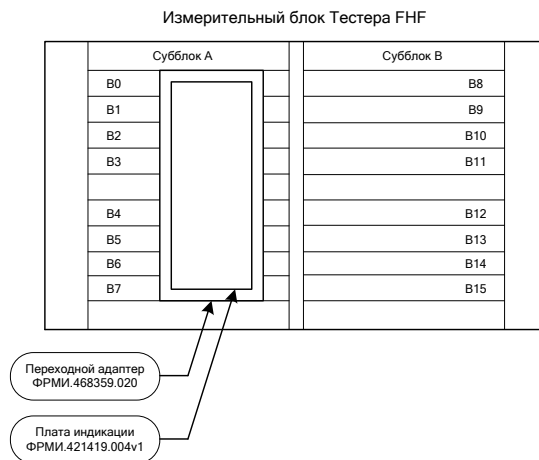 Измерительный блок Тестера FHF
Субблок А
Субблок В
B0
B8
B1
B9
B2
B10
B3
B11
B4
B12
B5
B13
B6
B14
B7
B15
Переходной адаптер
ФРМИ.468359.020
Плата индикации
ФРМИ.421419.004v1